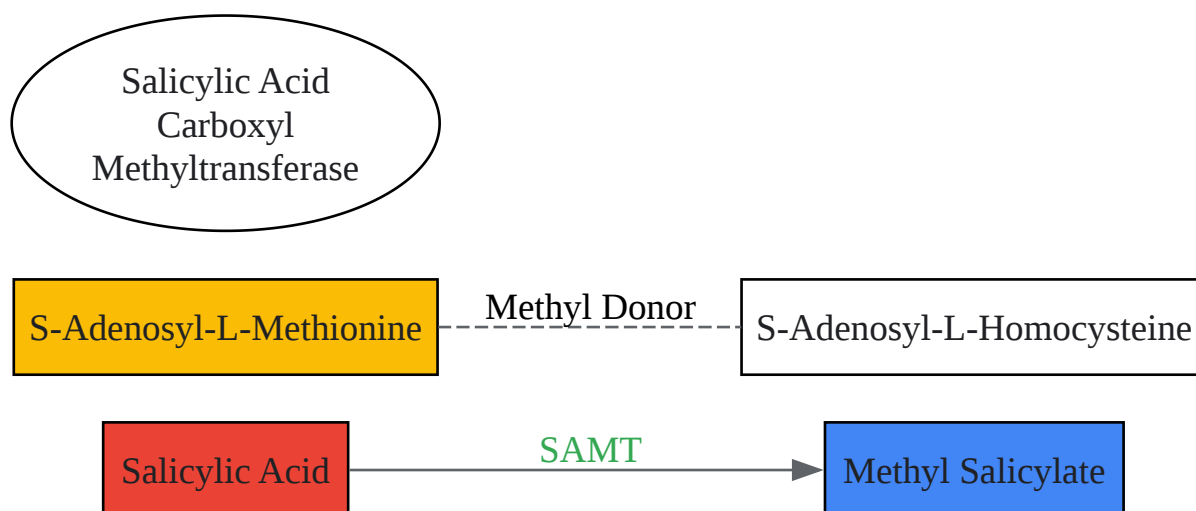 Salicylic Acid
Carboxyl
Methyltransferase
S-Adenosyl-L-Methionine
Methyl Donor
S-Adenosyl-L-Homocysteine
Salicylic Acid
SAMT
Methyl Salicylate